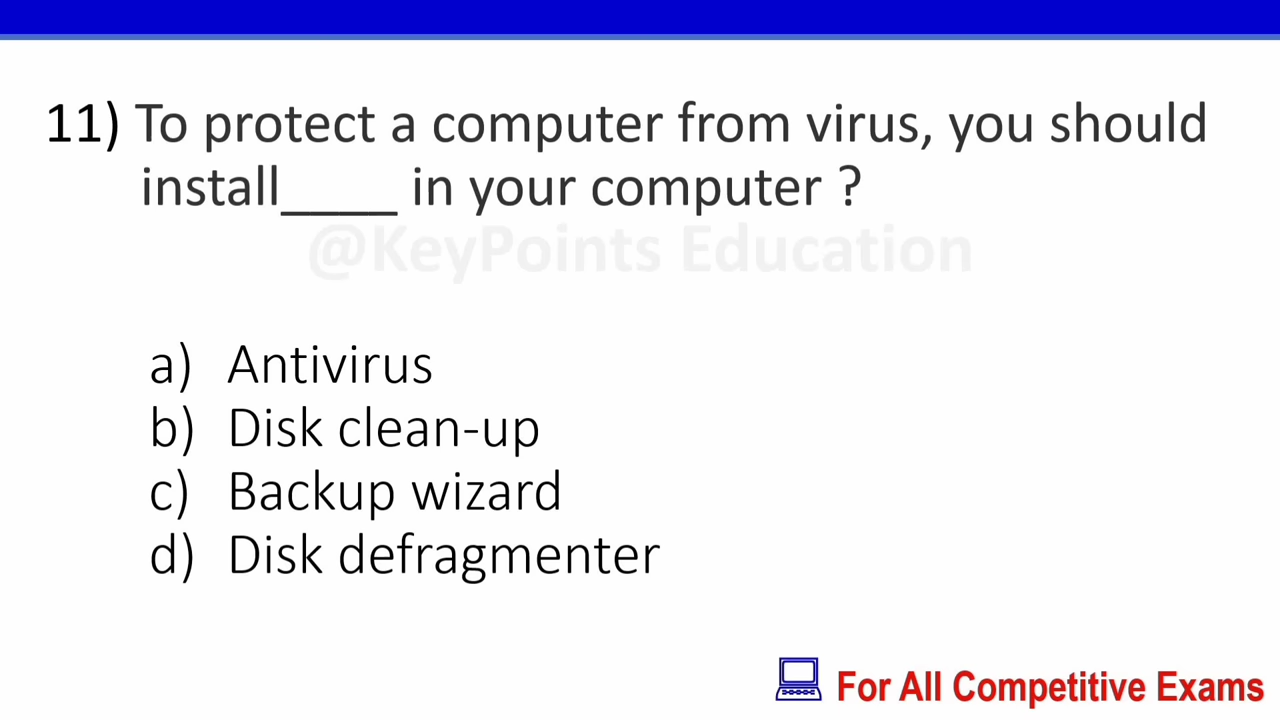 11) To protect a computer from virus, you should
install____ in your computer ?
@KeyPoints Education
a) Antivirus
b) Disk clean-up
c) Backup wizard
d) Disk defragmenter
For All Competitive Exams